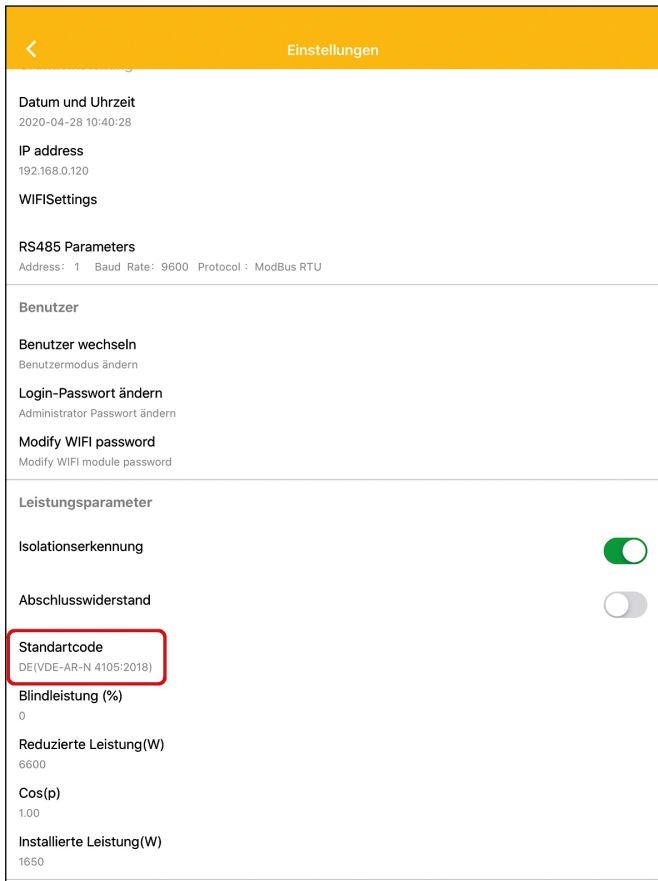 Einstellungen
Datum und Uhrzeit
2020-04-28 10:40:28
IP address
192.168.0.120
WIFISettings
RS485 Parameters
Address: 1 Baud Rate: 9600 Protocol : ModBus RTU
Benutzer
Benutzer wechseln
Benutzermodus ändern
Login-Passwort ändern
Administrator Passwort ändern
Modify WIFI password
Modify WIFI module password
Leistungsparameter
Isolationserkennung
Abschlusswiderstand
Standartcode
DE(VDE-AR-N 4105:2018)
Blindleistung (%)
0
Reduzierte Leistung(W)
6600
Cos(p)
1.00
Installierte Leistung(W)
1650